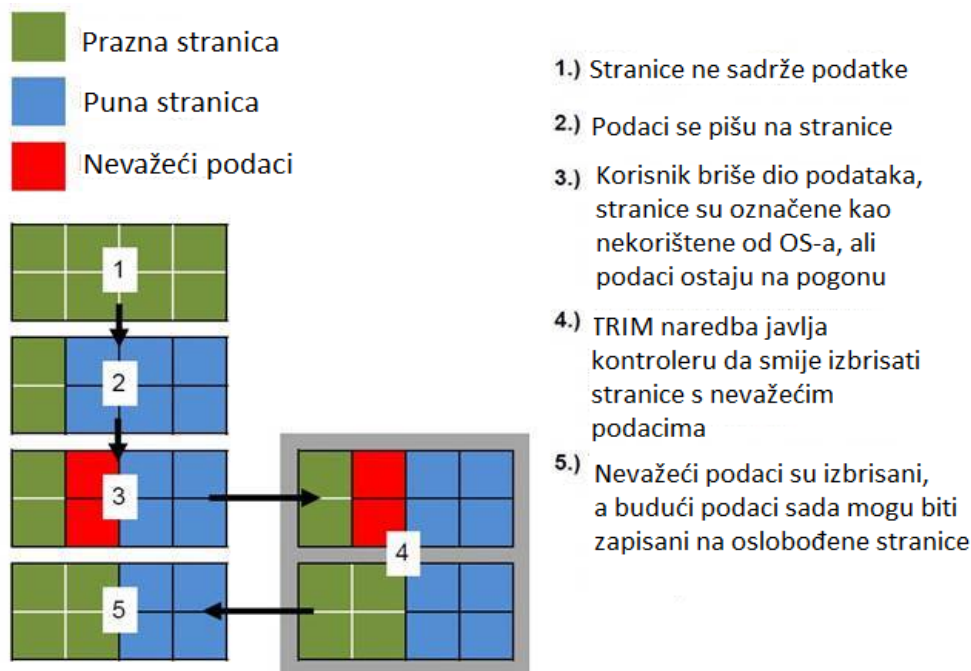 Prazna stranica
Puna stranica
Nevažeći podaci
1
2
3
4
5
1.) Stranice ne sadrže podatke
2.) Podaci se pišu na stranice
3.) Korisnik briše dio podataka,
stranice su označene kao
nekorištene od OS-a, ali
podaci ostaju na pogonu
4.) TRIM naredba javlja
kontroleru da smije izbrisati
stranice s nevažećim
podacima
5.) Nevažeći podaci su izbrisani,
a budući podaci sada mogu biti
zapisani na oslobođene stranice